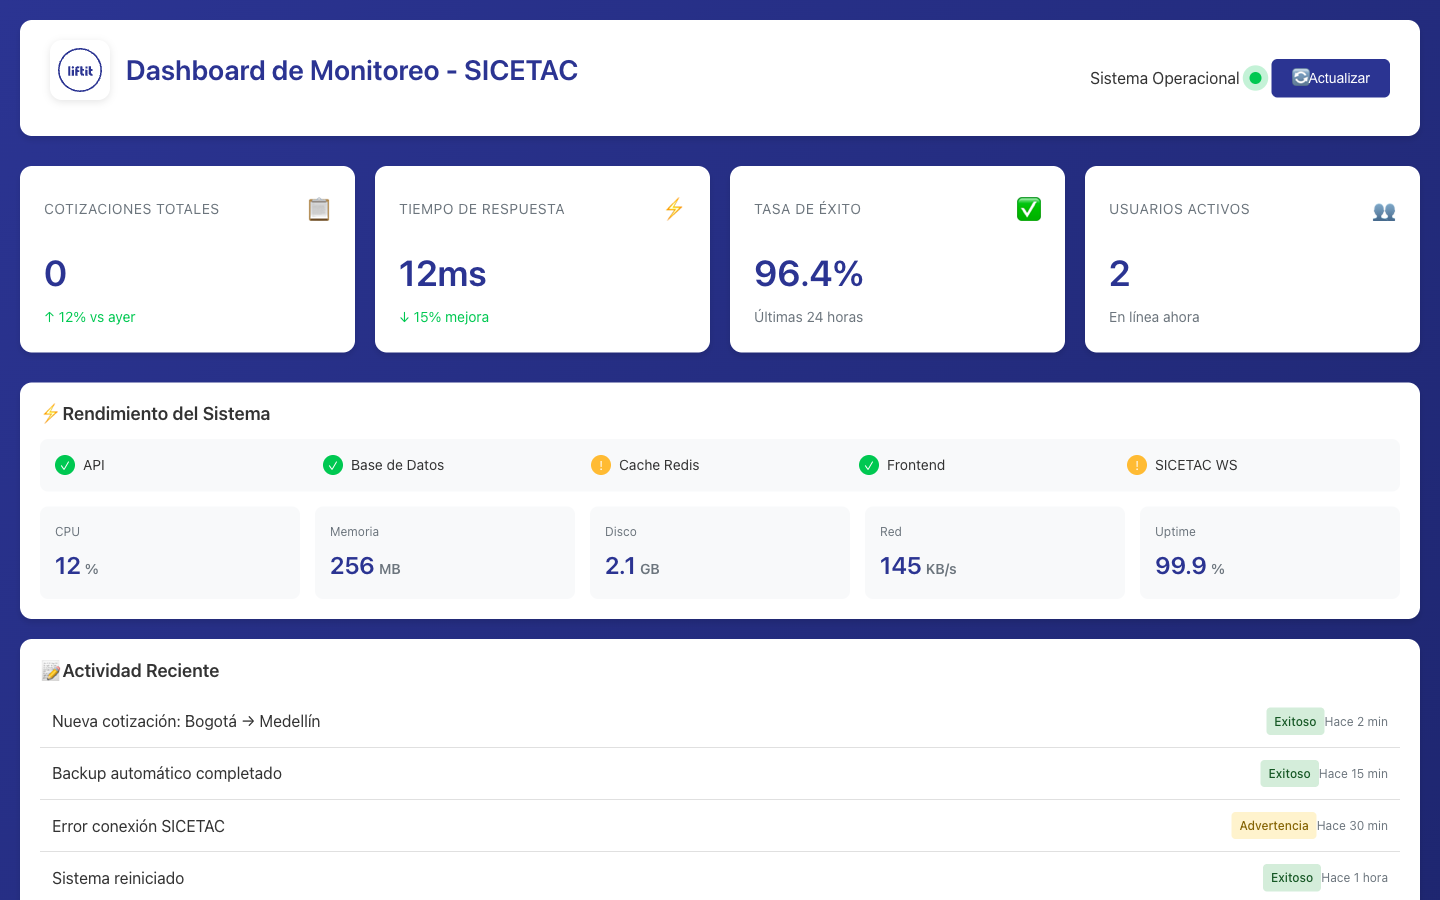 liftit
Dashboard de Monitoreo - SICETAC
Sistema Operacional
Actualizar
COTIZACIONES TOTALES
0
↑ 12% vs ayer
TIEMPO DE RESPUESTA
12ms
↓ 15% mejora
TASA DE ÉXITO
96.4%
Últimas 24 horas
USUARIOS ACTIVOS
2
En línea ahora
Rendimiento del Sistema
API
Base de Datos
Cache Redis
Frontend
SICETAC WS
CPU
12 %
Memoria
256 MB
Disco
2.1 GB
Red
145 KB/s
Uptime
99.9 %
Actividad Reciente
Nueva cotización: Bogotá → Medellín
Exitoso Hace 2 min
Backup automático completado
Exitoso Hace 15 min
Error conexión SICETAC
Advertencia Hace 30 min
Sistema reiniciado
Exitoso Hace 1 hora